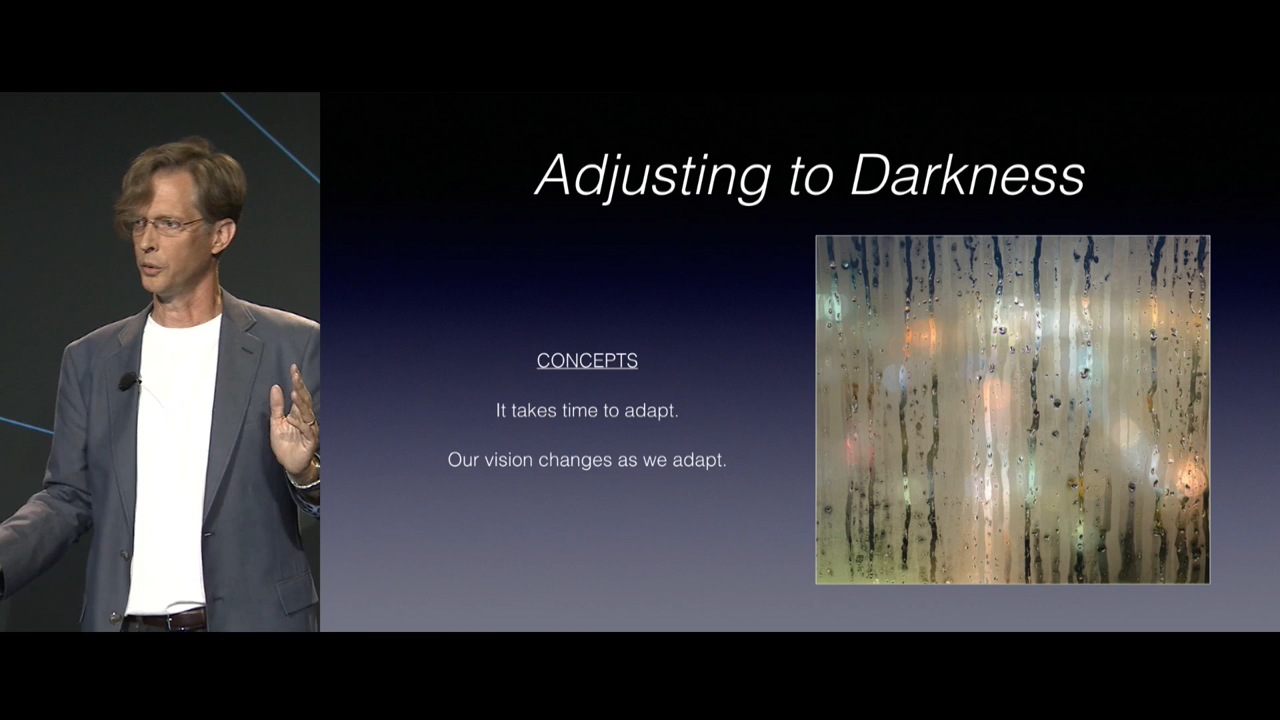 Adjusting to Darkness
CONCEPTS
It takes time to adapt.
Our vision changes as we adapt.